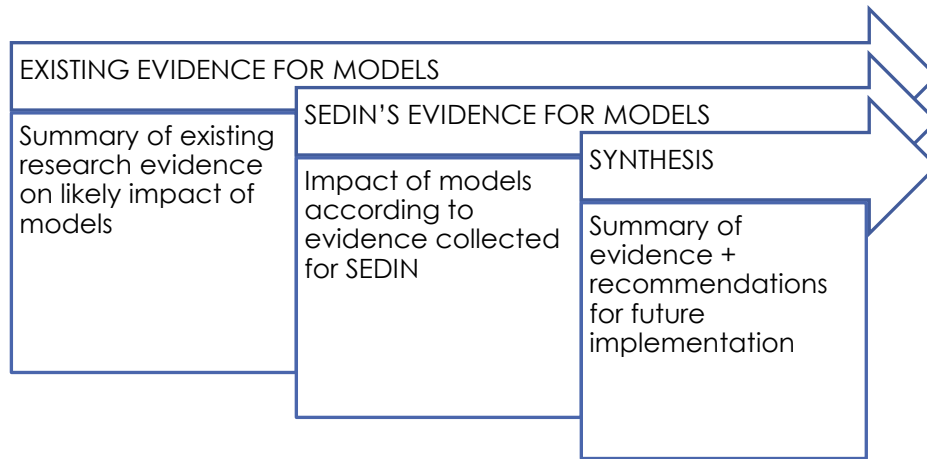 EXISTING EVIDENCE FOR MODELS
Summary of existing
research evidence
on likely impact of
models
SEDIN’S EVIDENCE FOR MODELS
Impact of models
according to
evidence collected
for SEDIN
SYNTHESIS
Summary of
evidence +
recommendations
for future
implementation